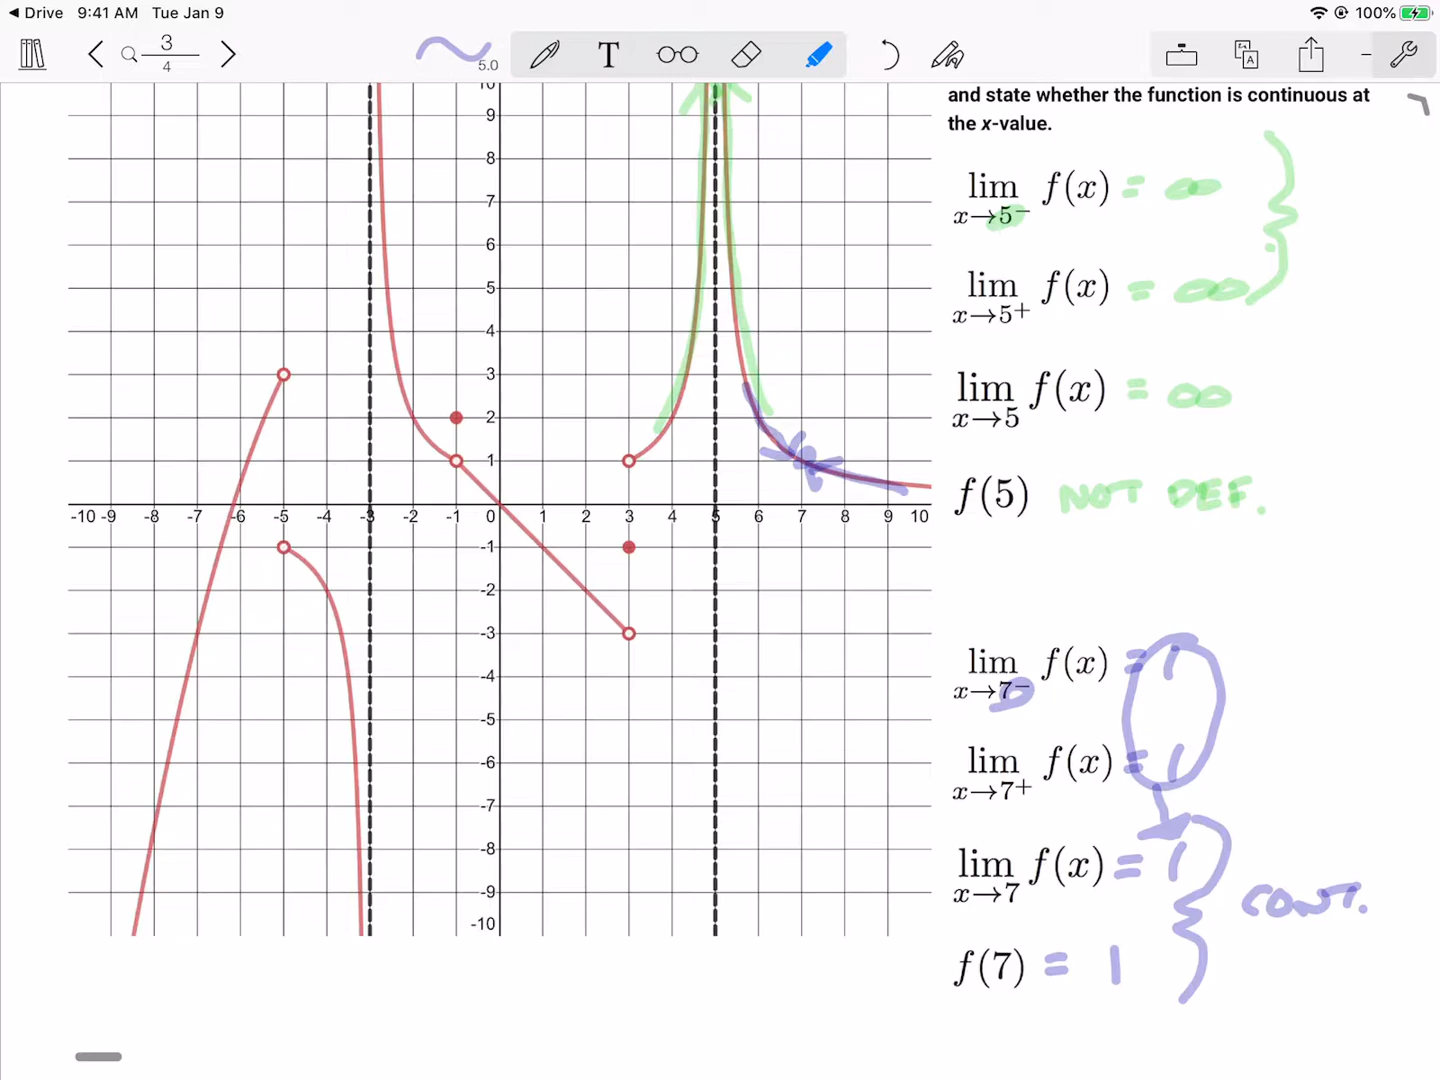 Drive 9:41 AM Tue Jan 9 100%
3
4
5.0
T
A
and state whether the function is continuous at
the x-value.
lim x→5⁻ f(x) = ∞
lim x→5⁺ f(x) = ∞
lim x→5 f(x) = ∞
f(5) NOT DEF.
lim x→7⁻ f(x) = 1
lim x→7⁺ f(x) = 1
lim x→7 f(x) = 1
CONT.
f(7) = 1
10
9
8
7
6
5
4
3
2
1
-10 -9 -8 -7 -6 -5 -4 -3 -2 -1 0 1 2 3 4 5 6 7 8 9 10
-1
-2
-3
-4
-5
-6
-7
-8
-9
-10